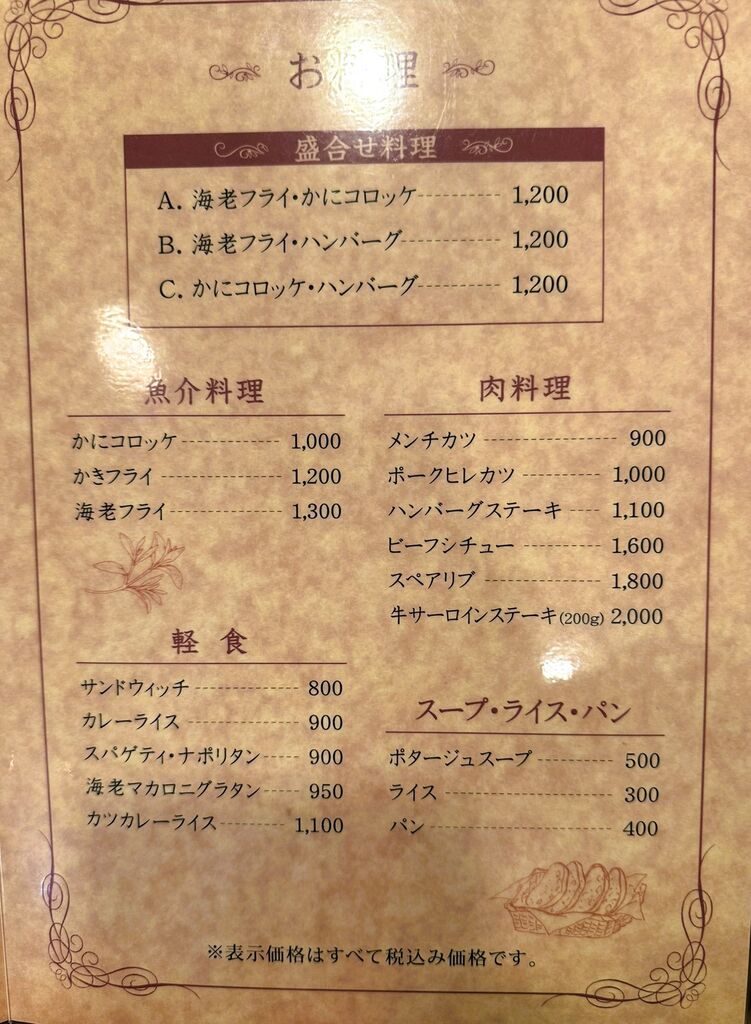 お料理
盛合せ料理
A. 海老フライ・かにコロッケ 1,200
B. 海老フライ・ハンバーグ 1,200
C. かにコロッケ・ハンバーグ 1,200
魚介料理
かにコロッケ 1,000
かきフライ 1,200
海老フライ 1,300
肉料理
メンチカツ 900
ポークヒレカツ 1,000
ハンバーグステーキ 1,100
ビーフシチュー 1,600
スペアリブ 1,800
牛サーロインステーキ(200g) 2,000
軽食
サンドウィッチ 800
カレーライス 900
スパゲティ・ナポリタン 900
海老マカロニグラタン 950
カツカレーライス 1,100
スープ・ライス・パン
ポタージュスープ 500
ライス 300
パン 400
※表示価格はすべて税込み価格です。